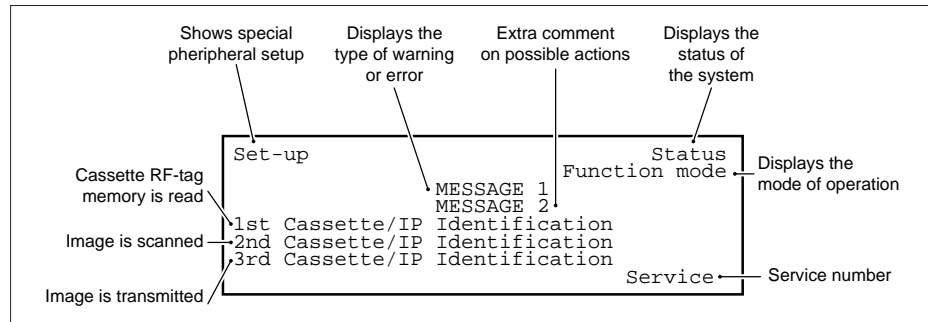 Shows special
pheripheral setup
Displays the
type of warning
or error
Extra comment
on possible actions
Displays the
status of
the system
Set-up
Status
Function mode
Displays the
mode of operation
Cassette RF-tag
memory is read
MESSAGE 1
MESSAGE 2
1st Cassette/IP Identification
Image is scanned
2nd Cassette/IP Identification
3rd Cassette/IP Identification
Image is transmitted
Service
Service number